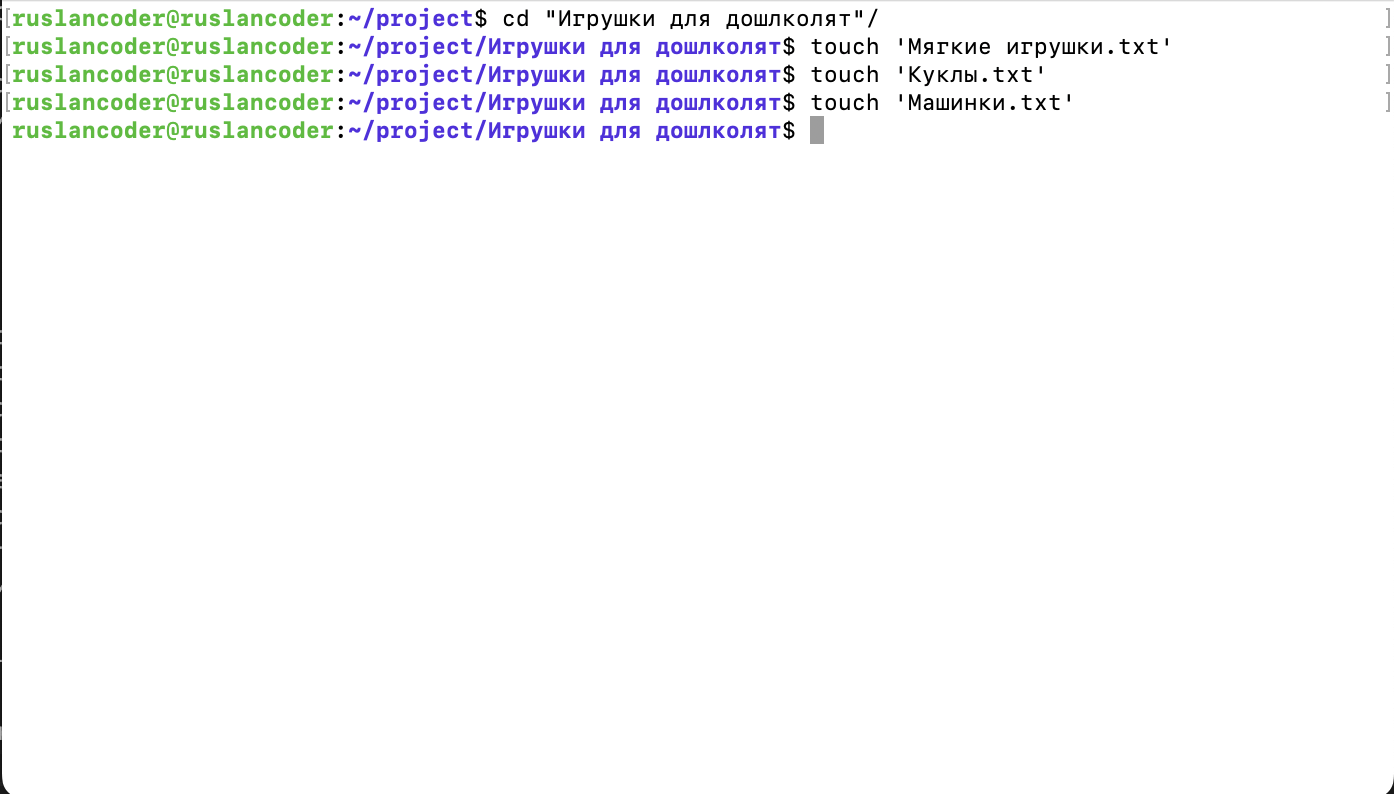 [ruslancoder@ruslancoder:~/project$ cd "Игрушки для дошлколят"/ ]
[ruslancoder@ruslancoder:~/project/Игрушки для дошлколят$ touch 'Мягкие игрушки.txt' ]
[ruslancoder@ruslancoder:~/project/Игрушки для дошлколят$ touch 'Куклы.txt' ]
[ruslancoder@ruslancoder:~/project/Игрушки для дошлколят$ touch 'Машинки.txt' ]
ruslancoder@ruslancoder:~/project/Игрушки для дошлколят$